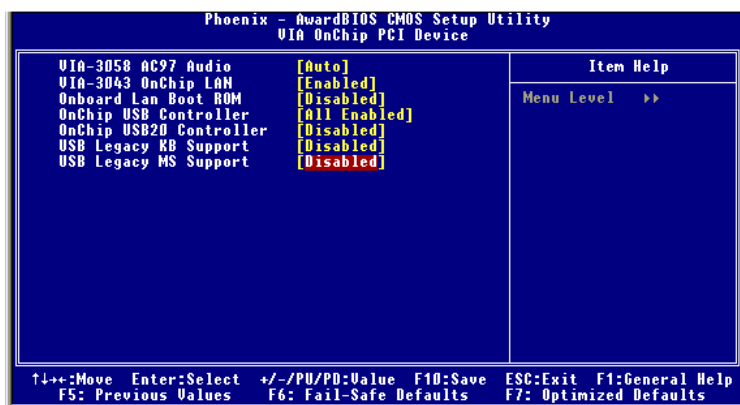 Phoenix - AwardBIOS CMOS Setup Utility
VIA OnChip PCI Device
VIA-3058 AC97 Audio [Auto]
VIA-3043 OnChip LAN [Enabled]
Onboard Lan Boot ROM [Disabled]
OnChip USB Controller [All Enabled]
OnChip USB20 Controller [Disabled]
USB Legacy KB Support [Disabled]
USB Legacy MS Support [Disabled]
Item Help
Menu Level ▸▸
↑↓→←:Move Enter:Select +/-/PU/PD:Value F10:Save ESC:Exit F1:General Help
F5: Previous Values F6: Fail-Safe Defaults F7: Optimized Defaults